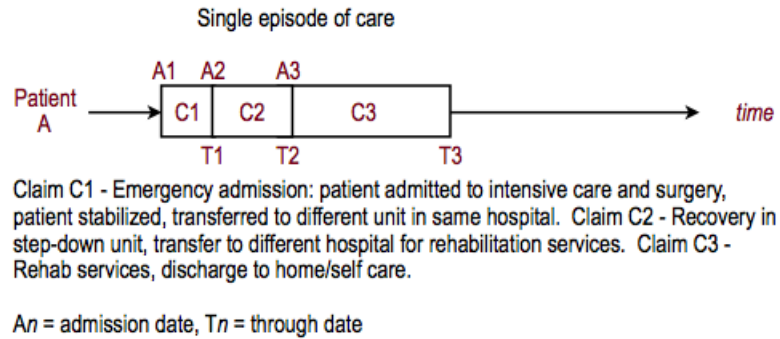 Single episode of care
A1 A2 A3
Patient
A
C1 C2 C3
time
T1 T2 T3
Claim C1 - Emergency admission: patient admitted to intensive care and surgery,
patient stabilized, transferred to different unit in same hospital. Claim C2 - Recovery in
step-down unit, transfer to different hospital for rehabilitation services. Claim C3 -
Rehab services, discharge to home/self care.
An = admission date, Tn = through date